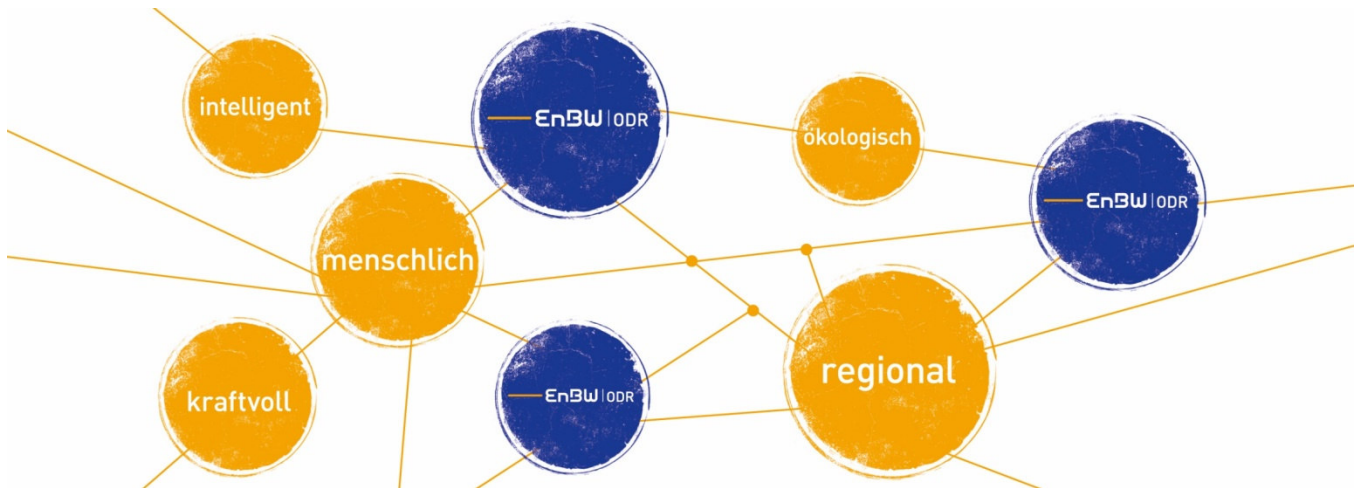 intelligent
EnBW | ODR
ökologisch
EnBW | ODR
menschlich
regional
kraftvoll
EnBW | ODR